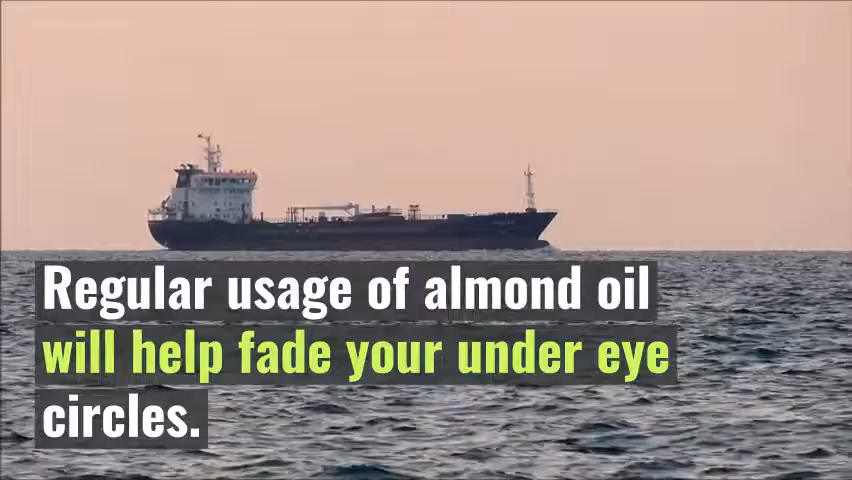 Regular usage of almond oil
will help fade your under eye
circles.